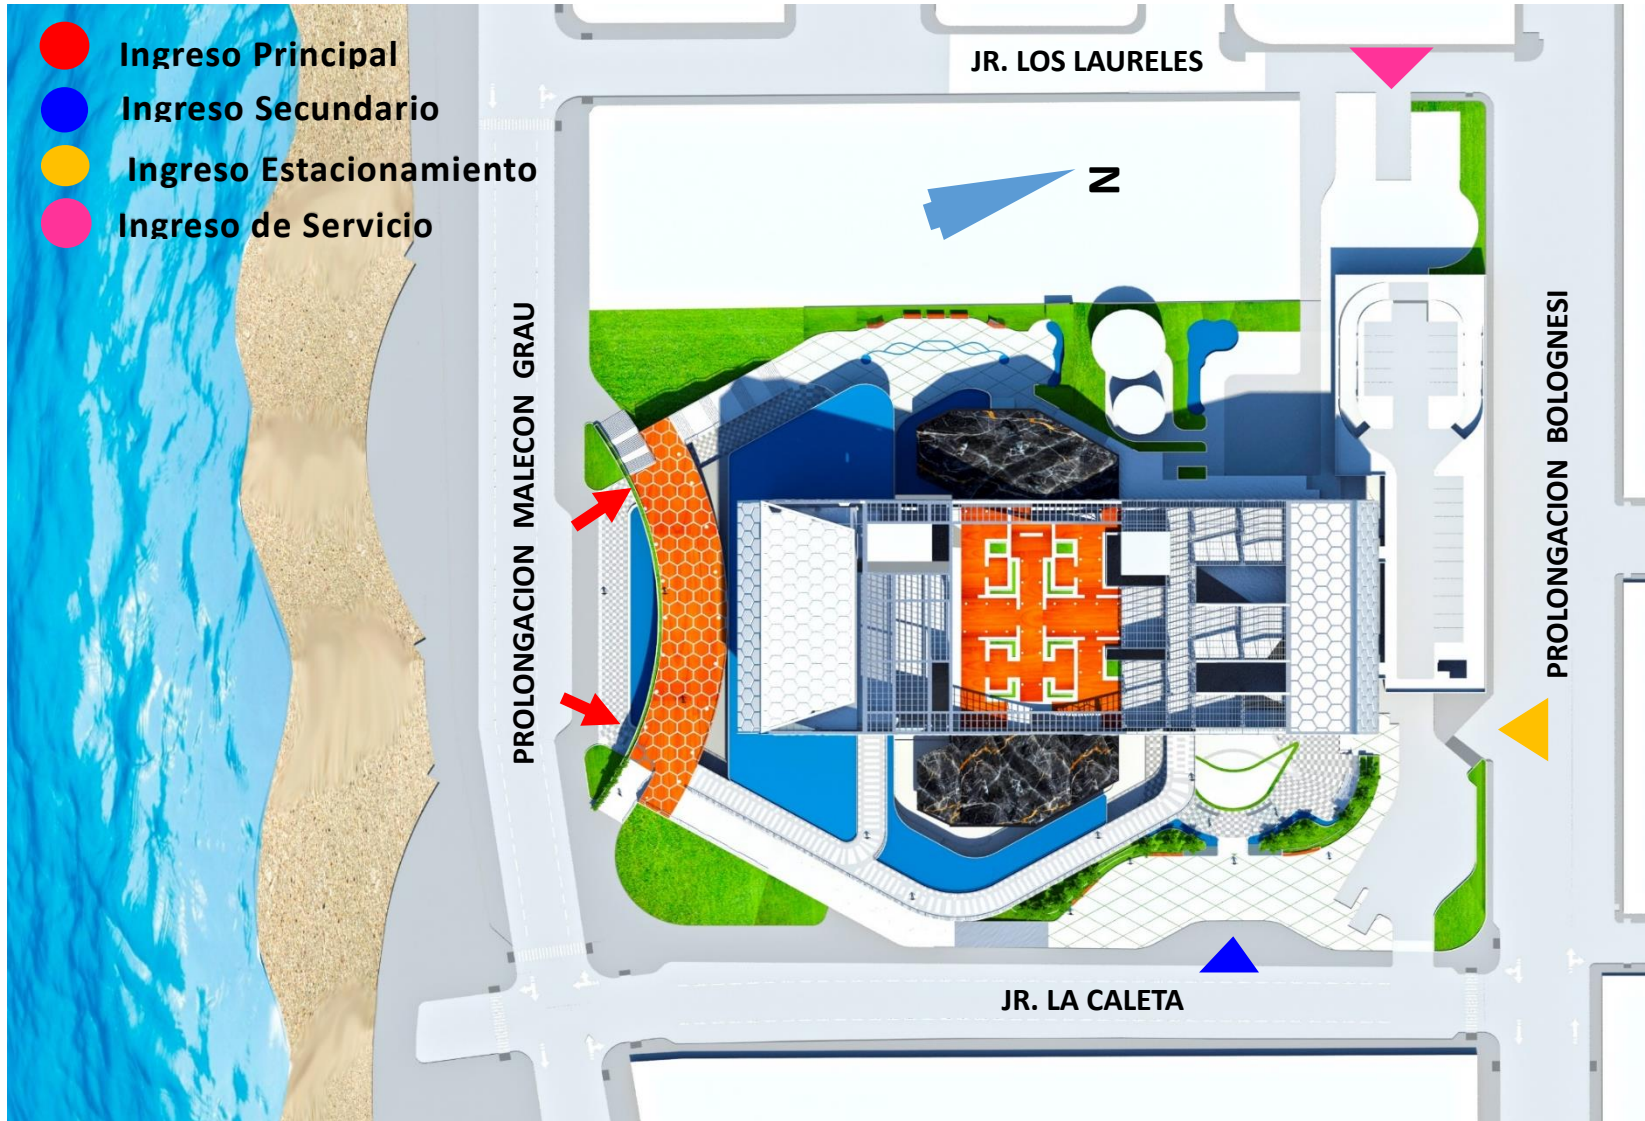 Ingreso Principal
Ingreso Secundario
Ingreso Estacionamiento
Ingreso de Servicio
JR. LOS LAURELES
N
PROLONGACION MALECON GRAU
PROLONGACION BOLOGNESI
JR. LA CALETA